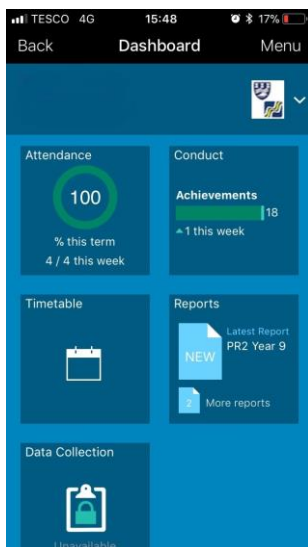 TESCO 4G 15:48 17%
Back Dashboard Menu
Attendance
100
% this term
4 / 4 this week
Conduct
Achievements
18
1 this week
Timetable
Reports
NEW
Latest Report
PR2 Year 9
2 More reports
Data Collection
Unavailable